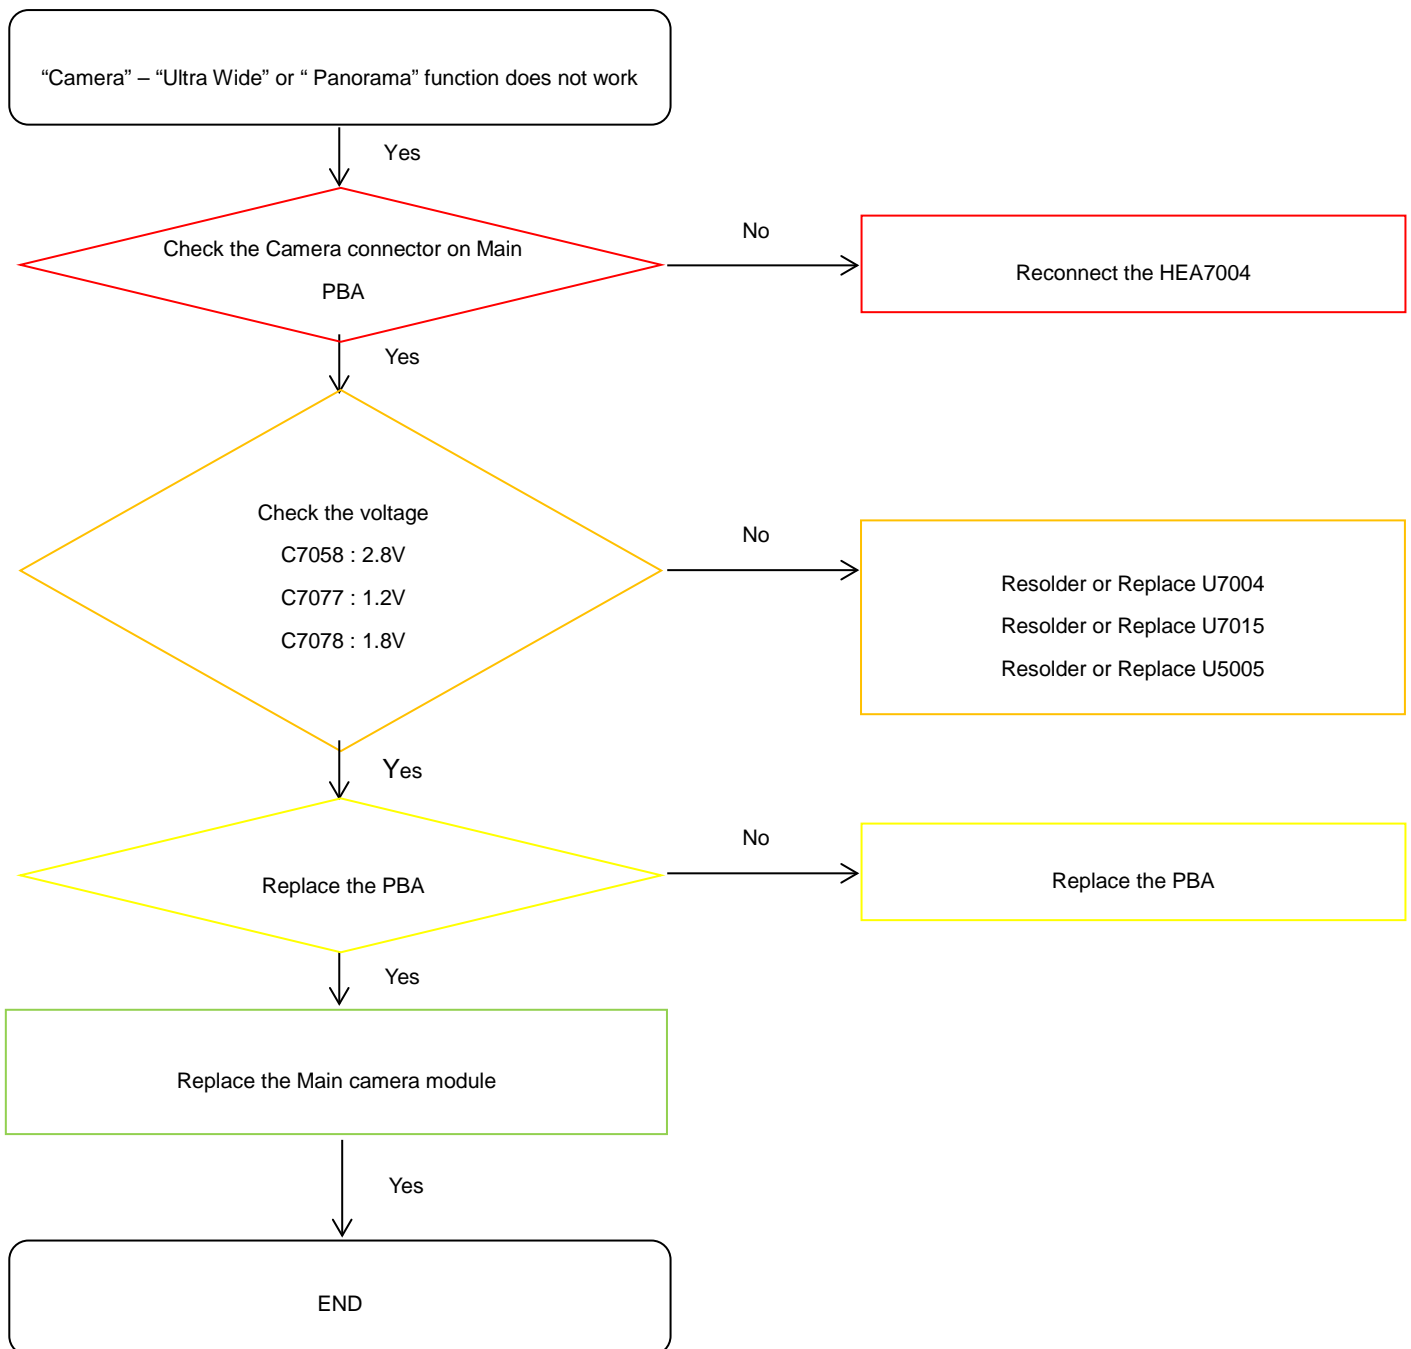 “Camera” – “Ultra Wide” or “ Panorama” function does not work
Yes
Check the Camera connector on Main
PBA
No
Reconnect the HEA7004
Yes
Check the voltage
C7058 : 2.8V
C7077 : 1.2V
C7078 : 1.8V
No
Resolder or Replace U7004
Resolder or Replace U7015
Resolder or Replace U5005
Yes
Replace the PBA
No
Replace the PBA
Yes
Replace the Main camera module
Yes
END